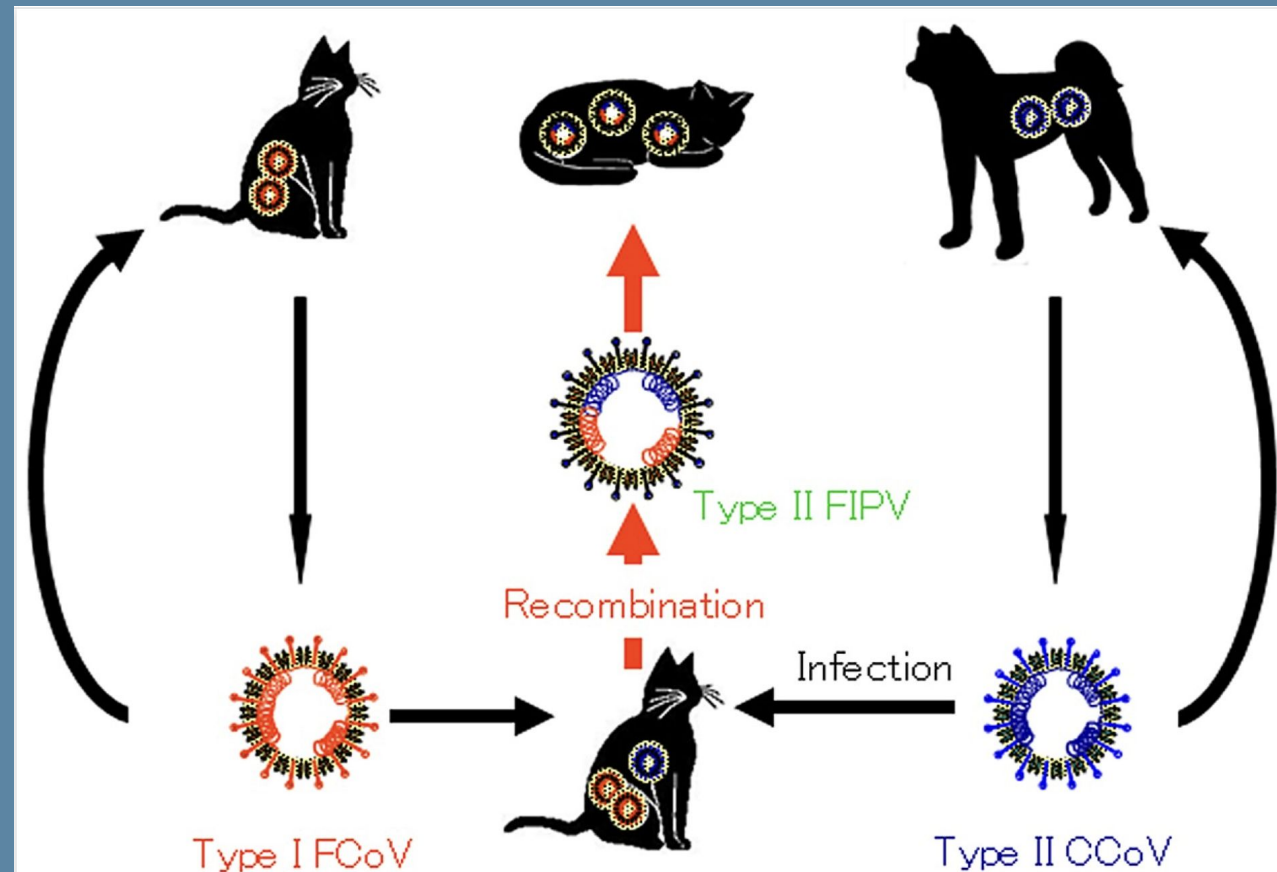 Type II FIPV
Recombination
Infection
Type I FCoV
Type II CCoV